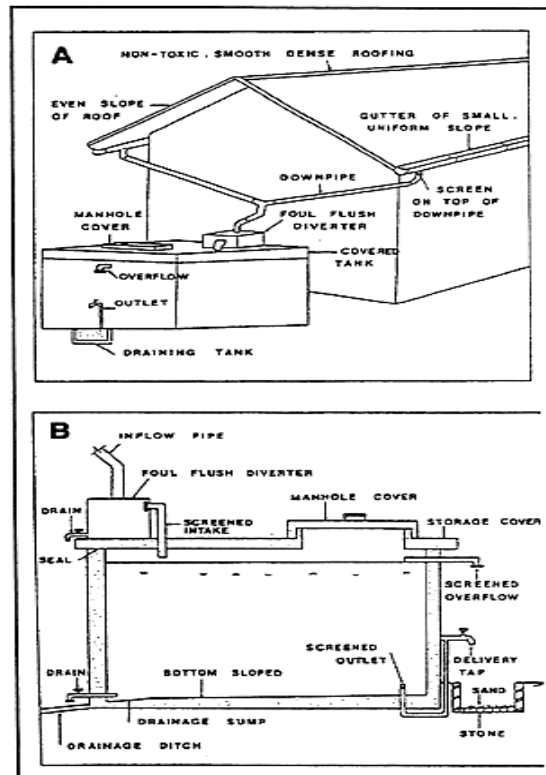 A
NON-TOXIC, SMOOTH DENSE ROOFING
EVEN SLOPE
OF ROOF
GUTTER OF SMALL,
UNIFORM SLOPE
DOWNPIPE
SCREEN
ON TOP OF
DOWNPIPE
MANHOLE
COVER
FOUL FLUSH
DIVERTER
COVERED
TANK
OVERFLOW
OUTLET
DRAINING TANK
B
INFLOW PIPE
FOUL FLUSH DIVERTER
MANHOLE COVER
DRAIN
SCREENED
INTAKE
STORAGE COVER
SEAL
SCREENED
OVERFLOW
SCREENED
OUTLET
DELIVERY
TAP
DRAIN
BOTTOM SLOPED
SAND
DRAINAGE SUMP
STONE
DRAINAGE DITCH